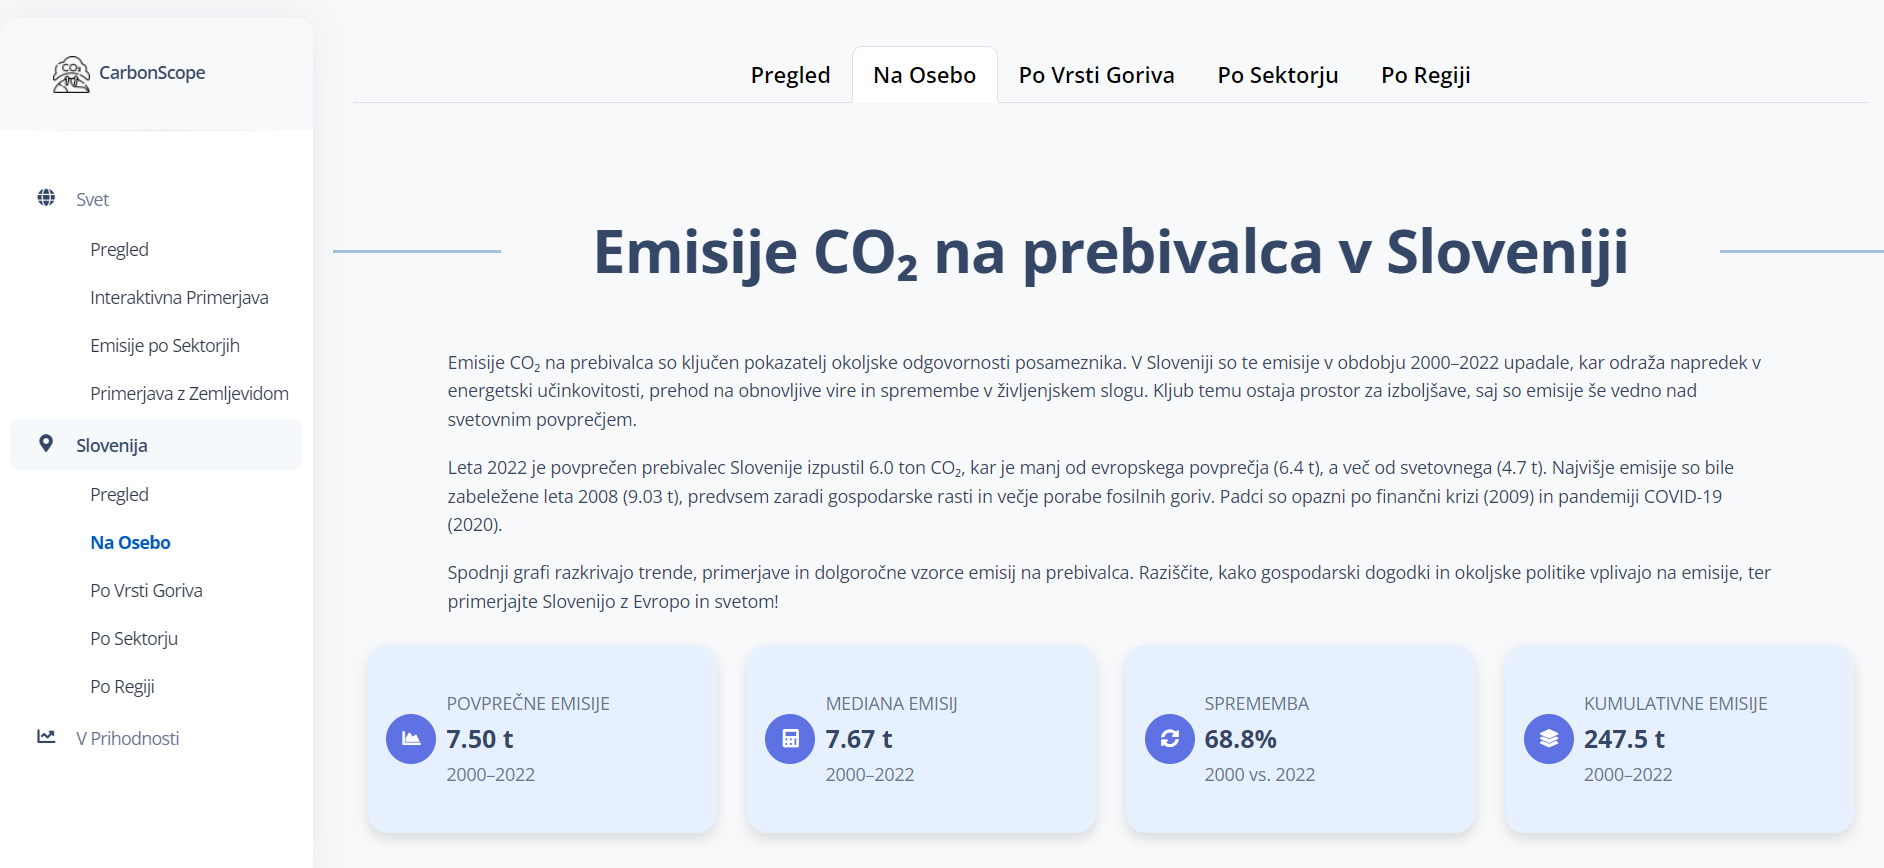 CO₂
CarbonScope
Svet
Pregled
Interaktivna Primerjava
Emisije po Sektorjih
Primerjava z Zemljevidom
Slovenija
Pregled
Na Osebo
Po Vrsti Goriva
Po Sektorju
Po Regiji
V Prihodnosti
Pregled Na Osebo Po Vrsti Goriva Po Sektorju Po Regiji
Emisije CO₂ na prebivalca v Sloveniji
Emisije CO₂ na prebivalca so ključen pokazatelj okoljske odgovornosti posameznika. V Sloveniji so te emisije v obdobju 2000–2022 upadale, kar odraža napredek v
energetski učinkovitosti, prehod na obnovljive vire in spremembe v življenjskem slogu. Kljub temu ostaja prostor za izboljšave, saj so emisije še vedno nad
svetovnim povprečjem.
Leta 2022 je povprečen prebivalec Slovenije izpustil 6.0 ton CO₂, kar je manj od evropskega povprečja (6.4 t), a več od svetovnega (4.7 t). Najvišje emisije so bile
zabeležene leta 2008 (9.03 t), predvsem zaradi gospodarske rasti in večje porabe fosilnih goriv. Padci so opazni po finančni krizi (2009) in pandemiji COVID-19
(2020).
Spodnji grafi razkrivajo trende, primerjave in dolgoročne vzorce emisij na prebivalca. Raziščite, kako gospodarski dogodki in okoljske politike vplivajo na emisije, ter
primerjajte Slovenijo z Evropo in svetom!
POVPREČNE EMISIJE
7.50 t
2000–2022
MEDIANA EMISIJ
7.67 t
2000–2022
SPREMEMBA
68.8%
2000 vs. 2022
KUMULATIVNE EMISIJE
247.5 t
2000–2022